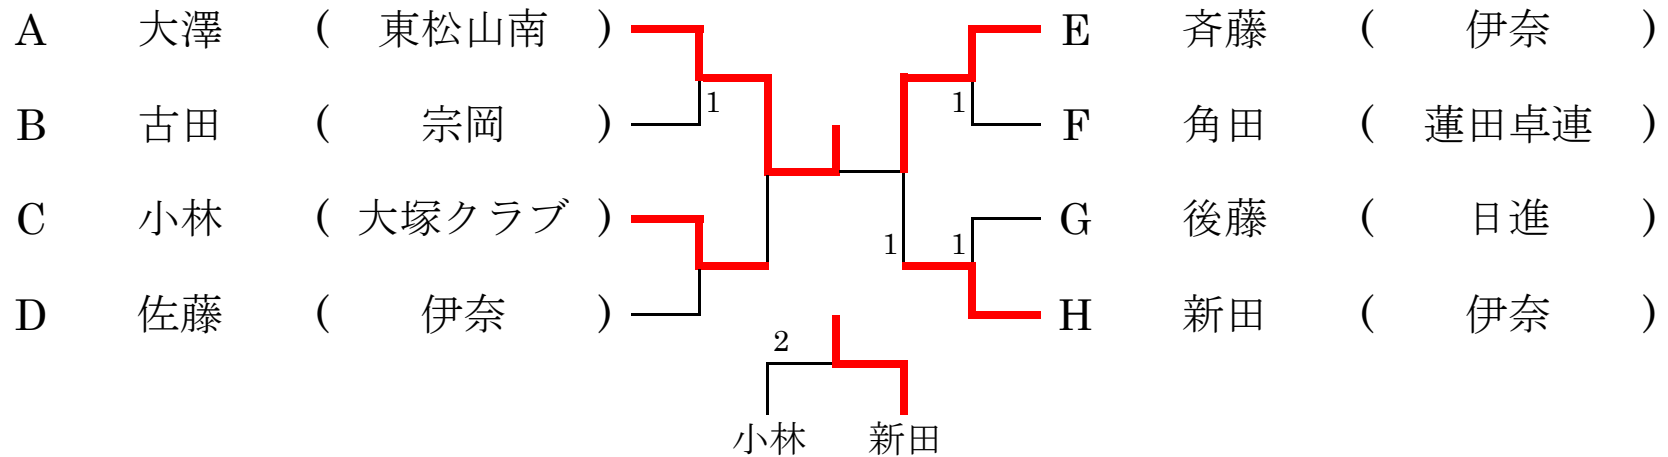 A 大澤 ( 東松山南 ) E 斉藤 ( 伊奈 )
1 1
B 古田 ( 宗岡 ) F 角田 ( 蓮田卓連 )
C 小林 ( 大塚クラブ ) G 後藤 ( 日進 )
1 1
D 佐藤 ( 伊奈 ) H 新田 ( 伊奈 )
2
小林 新田